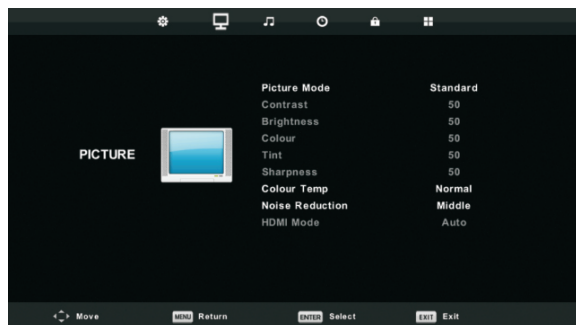 PICTURE
Picture Mode Standard
Contrast 50
Brightness 50
Colour 50
Tint 50
Sharpness 50
Colour Temp Normal
Noise Reduction Middle
HDMI Mode Auto
Move MENU Return ENTER Select EXIT Exit